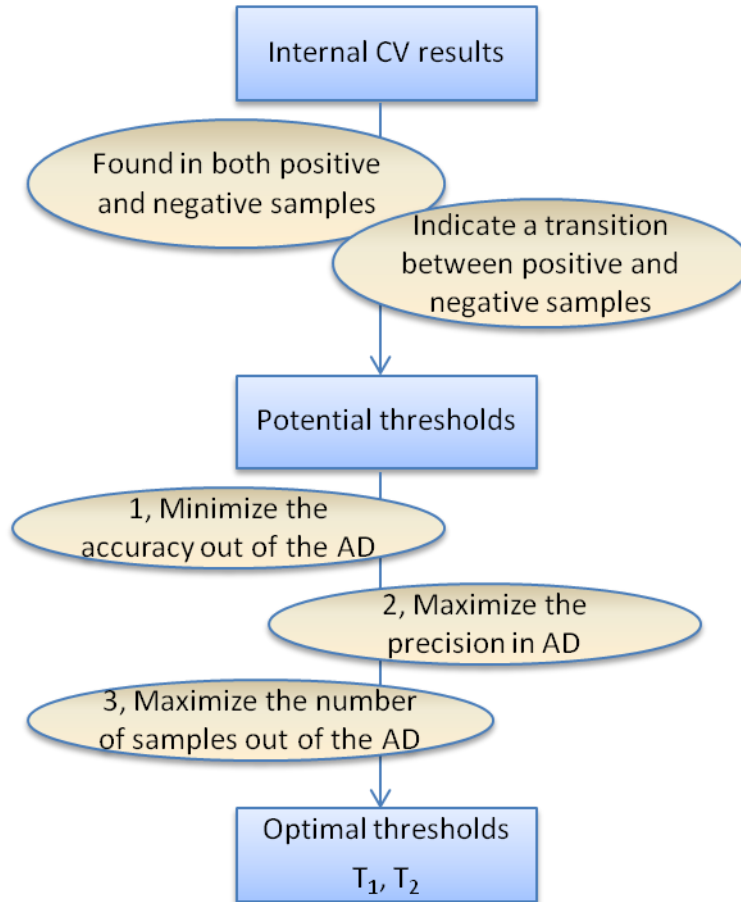 Internal CV results
Found in both positive
and negative samples
Indicate a transition
between positive and
negative samples
Potential thresholds
1, Minimize the
accuracy out of the AD
2, Maximize the
precision in AD
3, Maximize the number
of samples out of the AD
Optimal thresholds
T₁, T₂